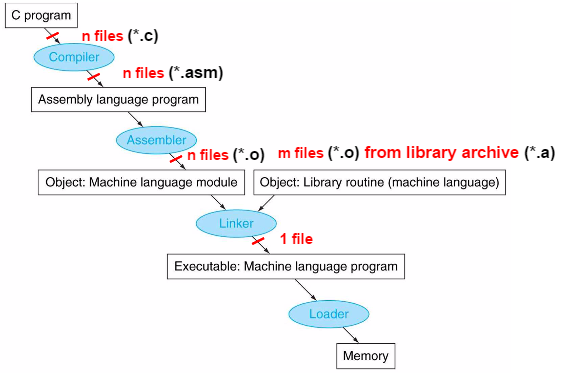 C program
n files (*.c)
Compiler
n files (*.asm)
Assembly language program
Assembler
n files (*.o)
m files (*.o) from library archive (*.a)
Object: Machine language module
Object: Library routine (machine language)
Linker
1 file
Executable: Machine language program
Loader
Memory